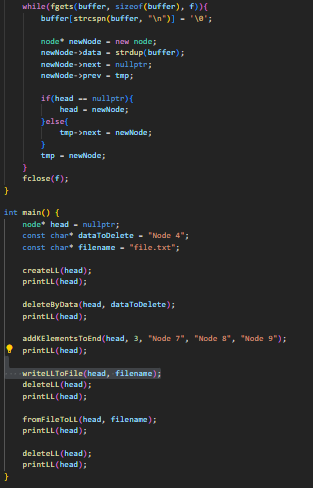 while(fgets(buffer, sizeof(buffer), f)){
buffer[strcspn(buffer, "\n")] = '\0';
node* newNode = new node;
newNode->data = strdup(buffer);
newNode->next = nullptr;
newNode->prev = tmp;
if(head == nullptr){
head = newNode;
}else{
tmp->next = newNode;
}
tmp = newNode;
}
fclose(f);
}
int main() {
node* head = nullptr;
const char* dataToDelete = "Node 4";
const char* filename = "file.txt";
createLL(head);
printLL(head);
deleteByData(head, dataToDelete);
printLL(head);
addKElementsToEnd(head, 3, "Node 7", "Node 8", "Node 9");
printLL(head);
writeLLToFile(head, filename);
deleteLL(head);
printLL(head);
fromFileToLL(head, filename);
printLL(head);
deleteLL(head);
printLL(head);
}